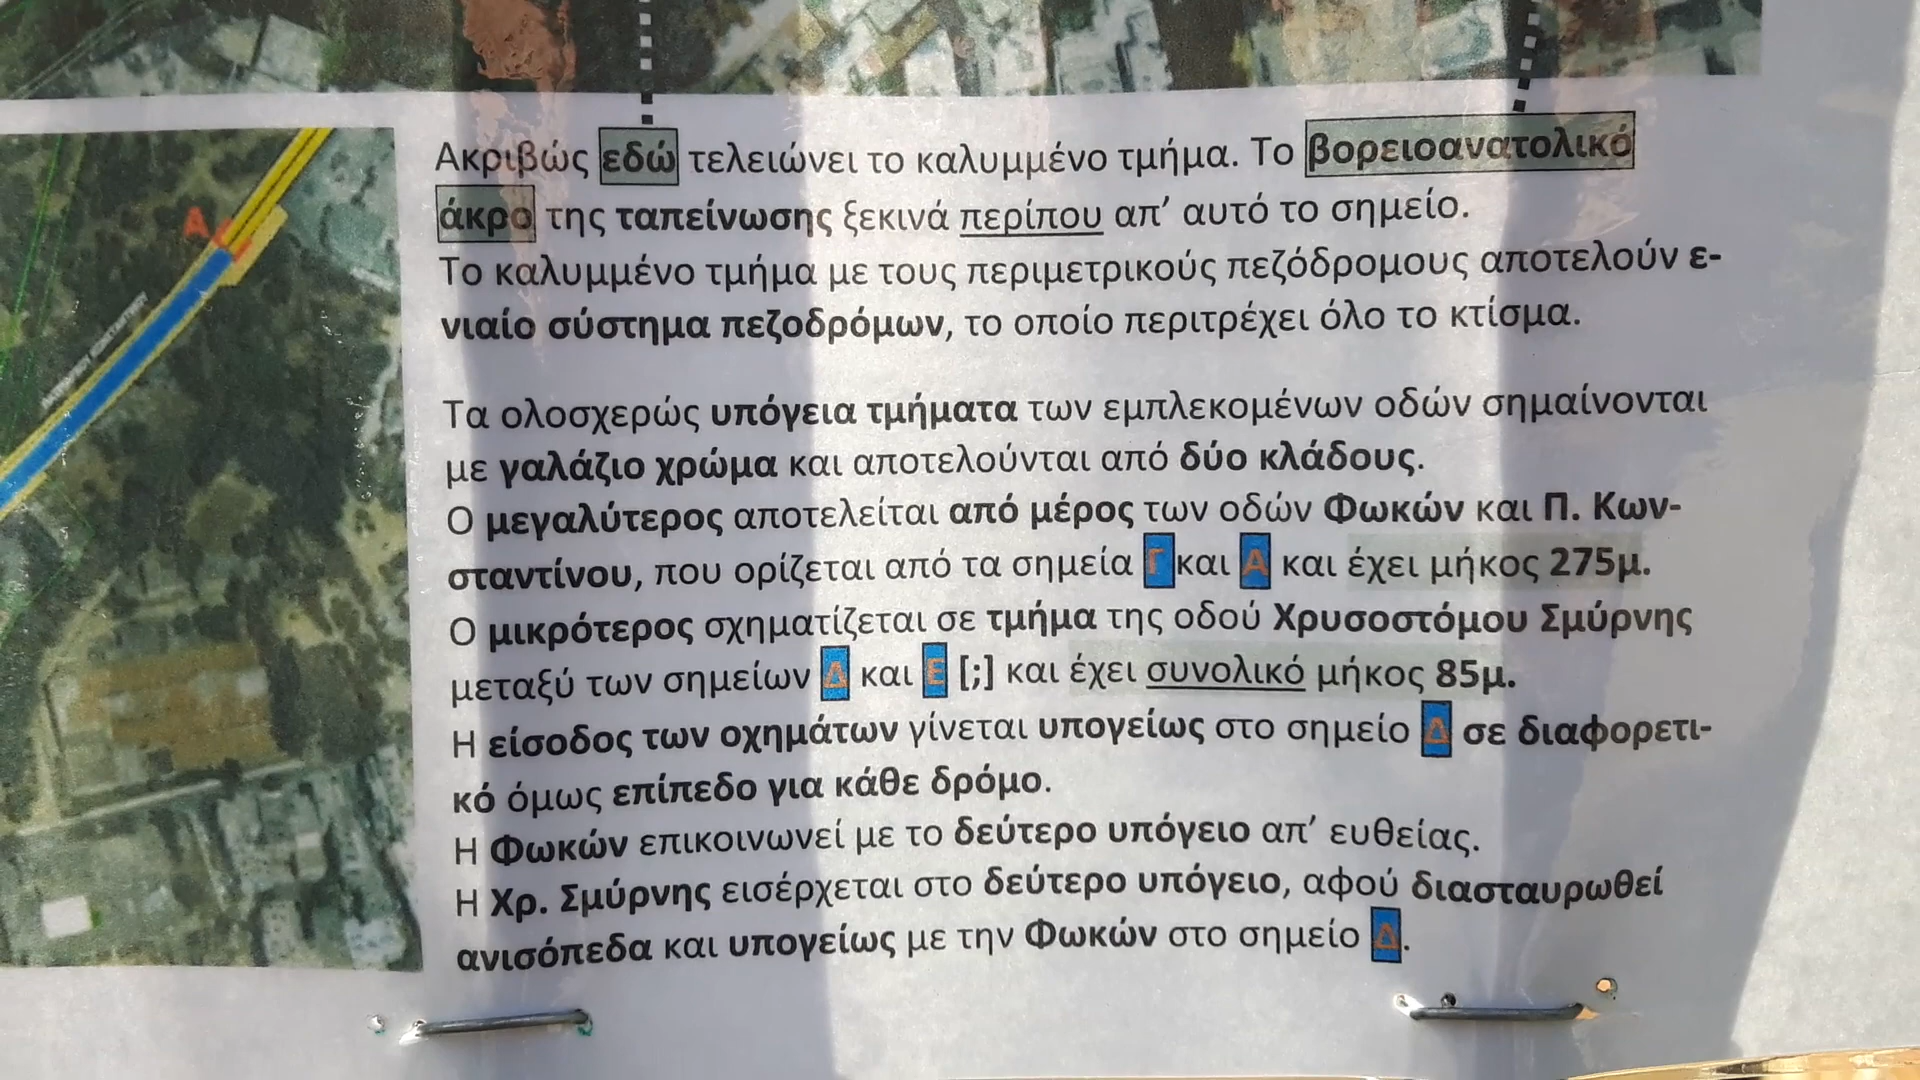 Ακριβώς εδώ τελειώνει το καλυμμένο τμήμα. Το βορειοανατολικό
άκρο της ταπείνωσης ξεκινά περίπου απ’ αυτό το σημείο.
Το καλυμμένο τμήμα με τους περιμετρικούς πεζόδρομους αποτελούν ε-
νιαίο σύστημα πεζοδρόμων, το οποίο περιτρέχει όλο το κτίσμα.
Τα ολοσχερώς υπόγεια τμήματα των εμπλεκομένων οδών σημαίνονται
με γαλάζιο χρώμα και αποτελούνται από δύο κλάδους.
Ο μεγαλύτερος αποτελείται από μέρος των οδών Φωκών και Π. Κων-
σταντίνου, που ορίζεται από τα σημεία Γ και Α και έχει μήκος 275μ.
Ο μικρότερος σχηματίζεται σε τμήμα της οδού Χρυσοστόμου Σμύρνης
μεταξύ των σημείων Δ και Ε [;] και έχει συνολικό μήκος 85μ.
Η είσοδος των οχημάτων γίνεται υπογείως στο σημείο Δ σε διαφορετι-
κό όμως επίπεδο για κάθε δρόμο.
Η Φωκών επικοινωνεί με το δεύτερο υπόγειο απ’ ευθείας.
Η Χρ. Σμύρνης εισέρχεται στο δεύτερο υπόγειο, αφού διασταυρωθεί
ανισόπεδα και υπογείως με την Φωκών στο σημείο Δ.
Α